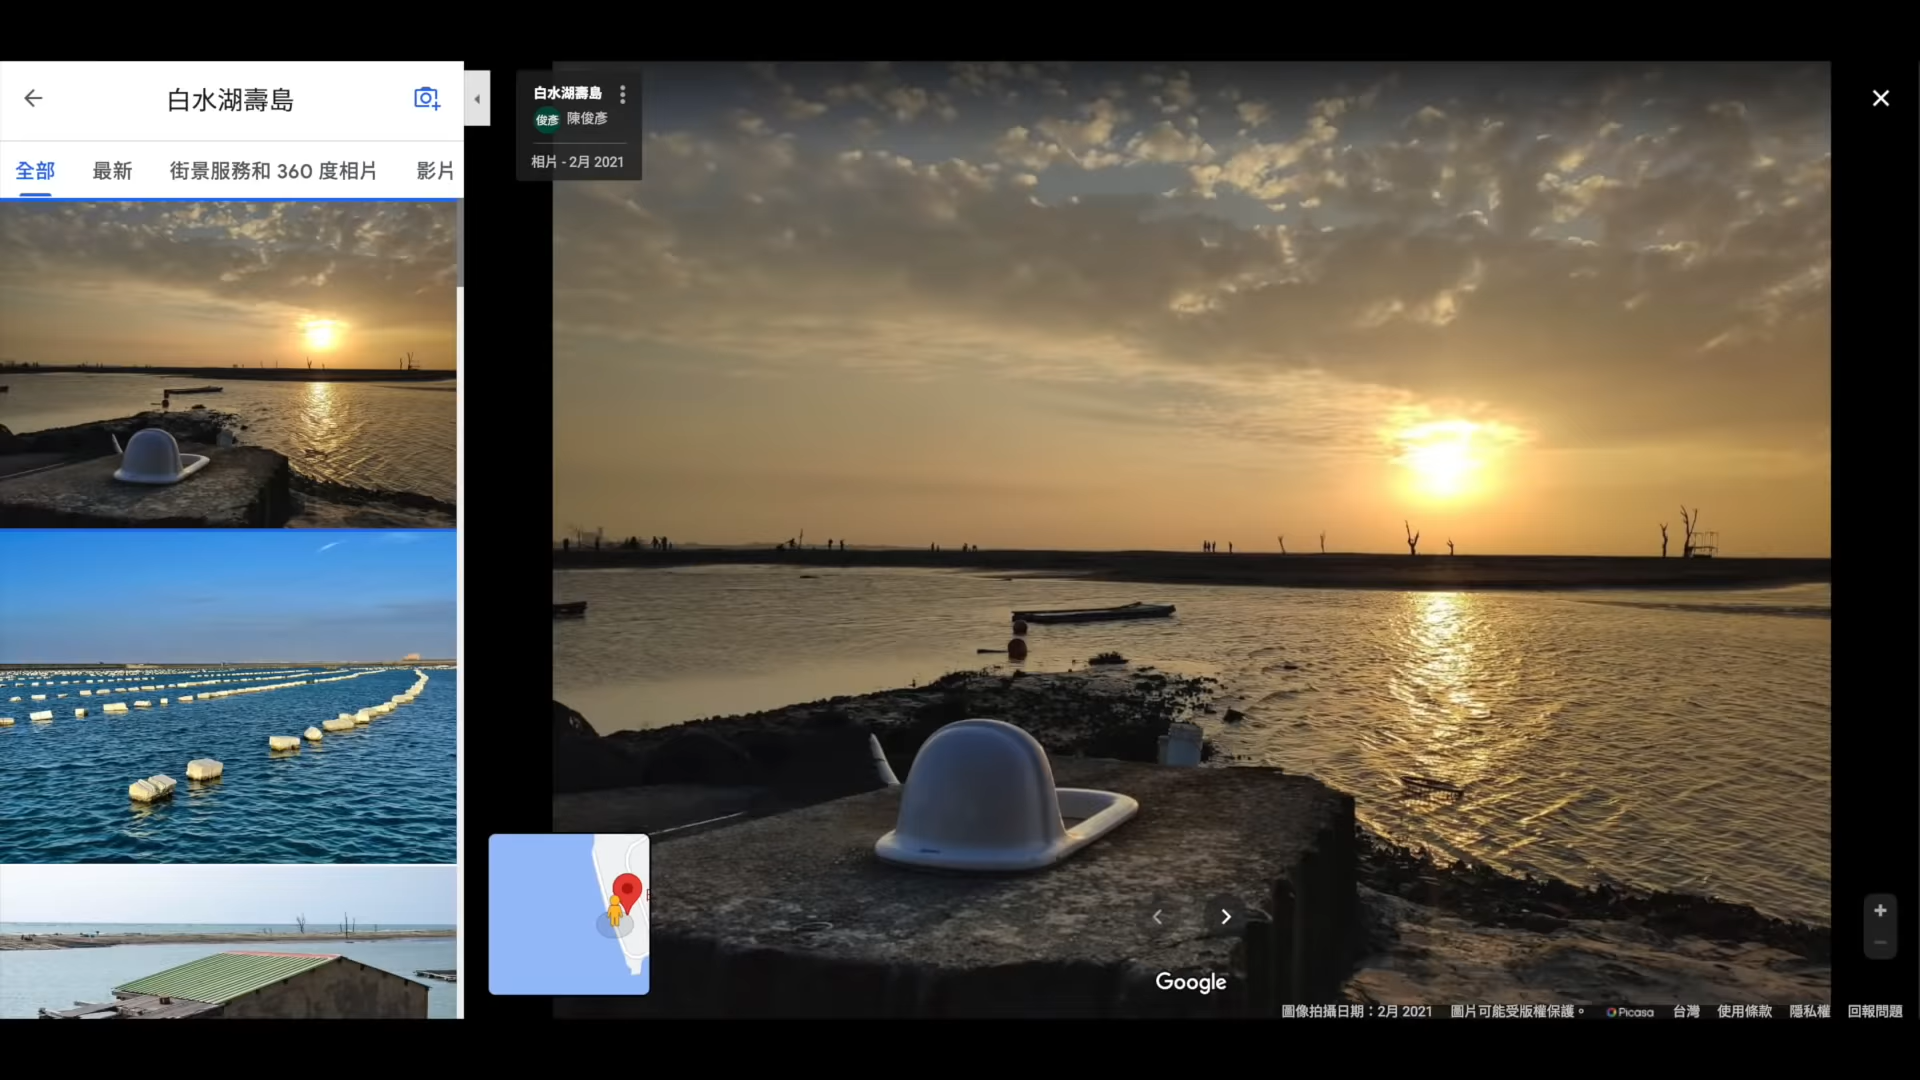 白水湖壽島
全部 最新 街景服務和 360 度相片 影片
白水湖壽島
俊彥 陳俊彥
相片 - 2月 2021
Google
圖像拍攝日期：2月 2021 圖片可能受版權保護。 Picasa 台灣 使用條款 隱私權 回報問題